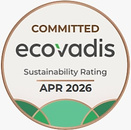 COMMITTED
ecovadis
Sustainability Rating
APR 2026